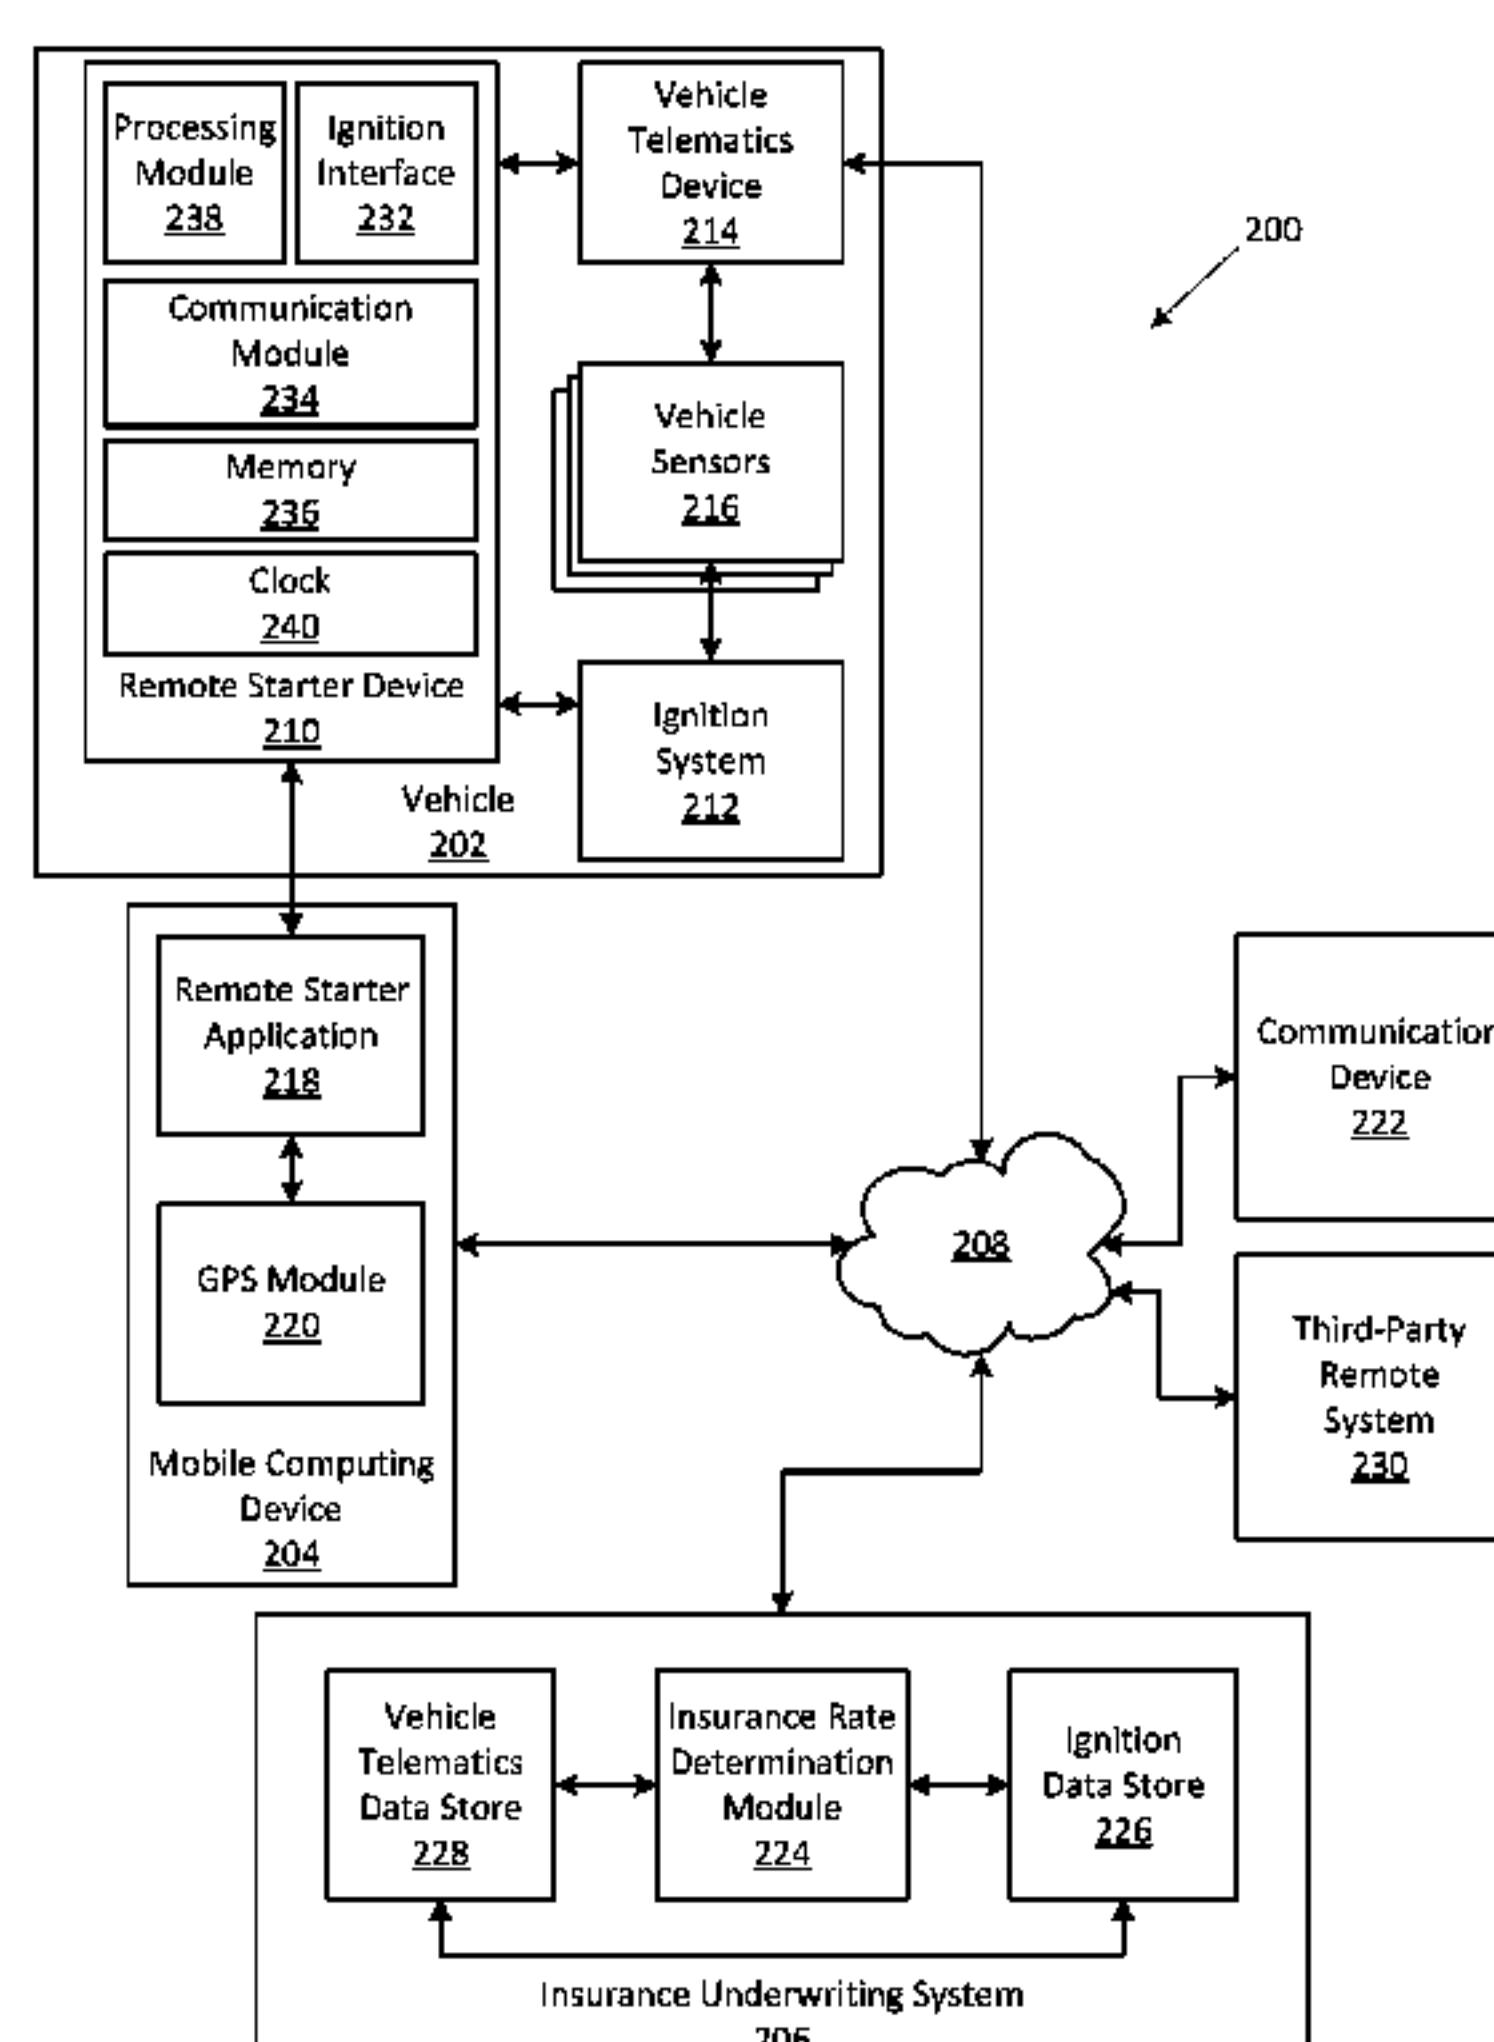 Processing
Module
238
Ignition
Interface
232
Communication
Module
234
Memory
236
Clock
240
Remote Starter Device
210
Vehicle
Telematics
Device
214
Vehicle
Sensors
216
Ignition
System
212
Vehicle
202
200
Remote Starter
Application
218
GPS Module
220
Mobile Computing
Device
204
208
Communication
Device
222
Third-Party
Remote
System
230
Vehicle
Telematics
Data Store
228
Insurance Rate
Determination
Module
224
Ignition
Data Store
226
Insurance Underwriting System
206